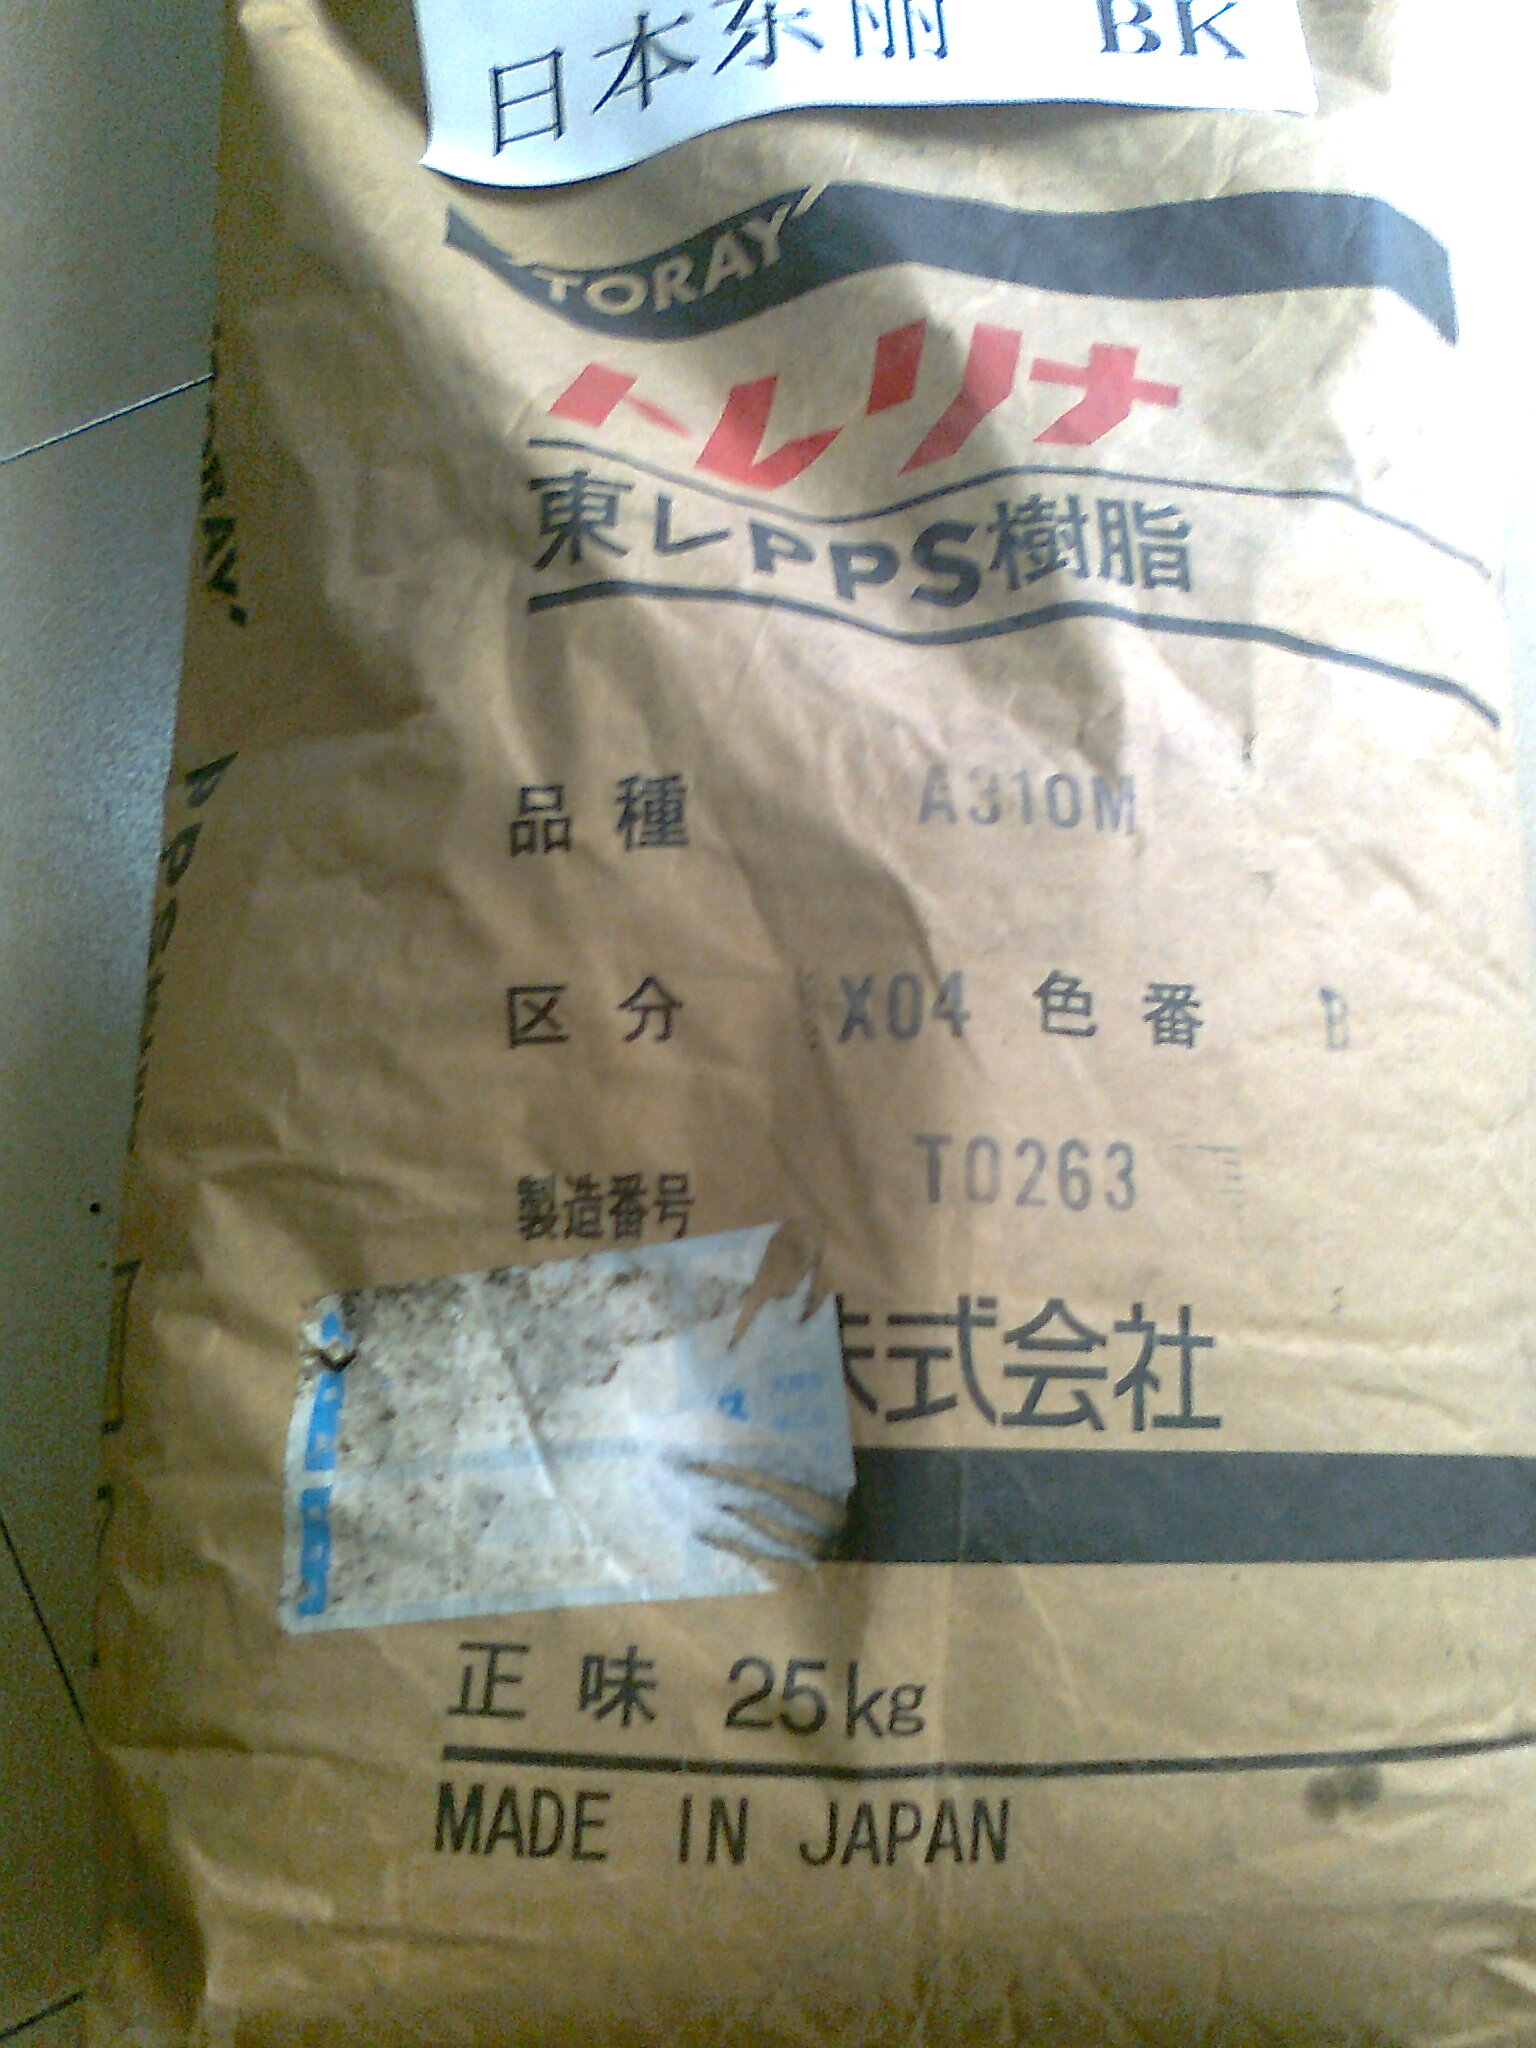 日本东丽 BK
TORAY
トレリナ
東レPPS樹脂
品種 A310M
区分 X04 色番 B
製造番号 T0263
株式会社
正味 25kg
MADE IN JAPAN